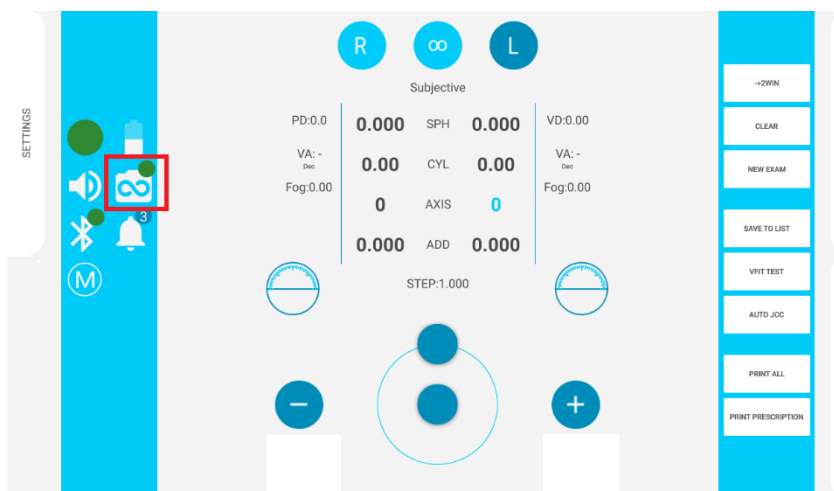 SETTINGS
3
M
R ∞ L
Subjective
PD:0.0
VA: -
Dec
Fog:0.00
0.000 SPH 0.000
0.00 CYL 0.00
0 AXIS 0
0.000 ADD 0.000
VD:0.00
VA: -
Dec
Fog:0.00
STEP:1.000
− +
->2WIN
CLEAR
NEW EXAM
SAVE TO LIST
VFIT TEST
AUTO JCC
PRINT ALL
PRINT PRESCRIPTION